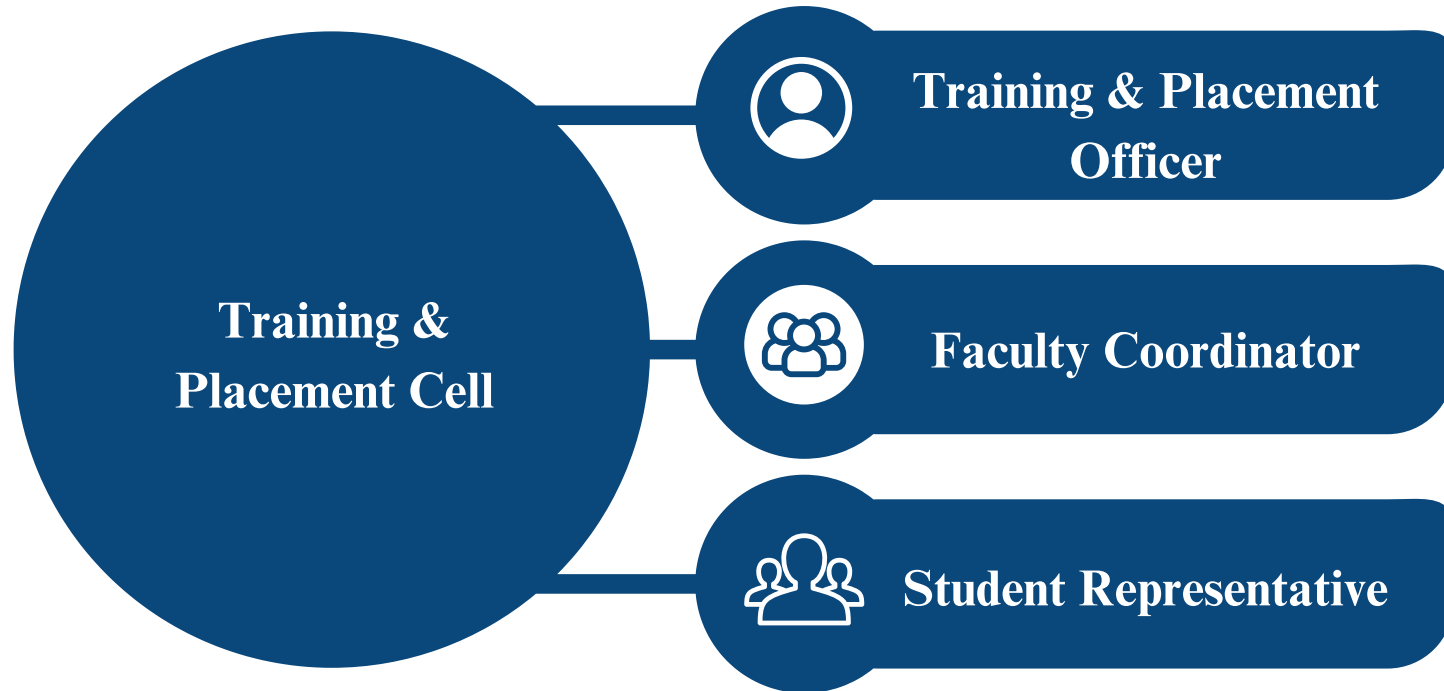 Training &
Placement Cell
Training & Placement
Officer
Faculty Coordinator
Student Representative